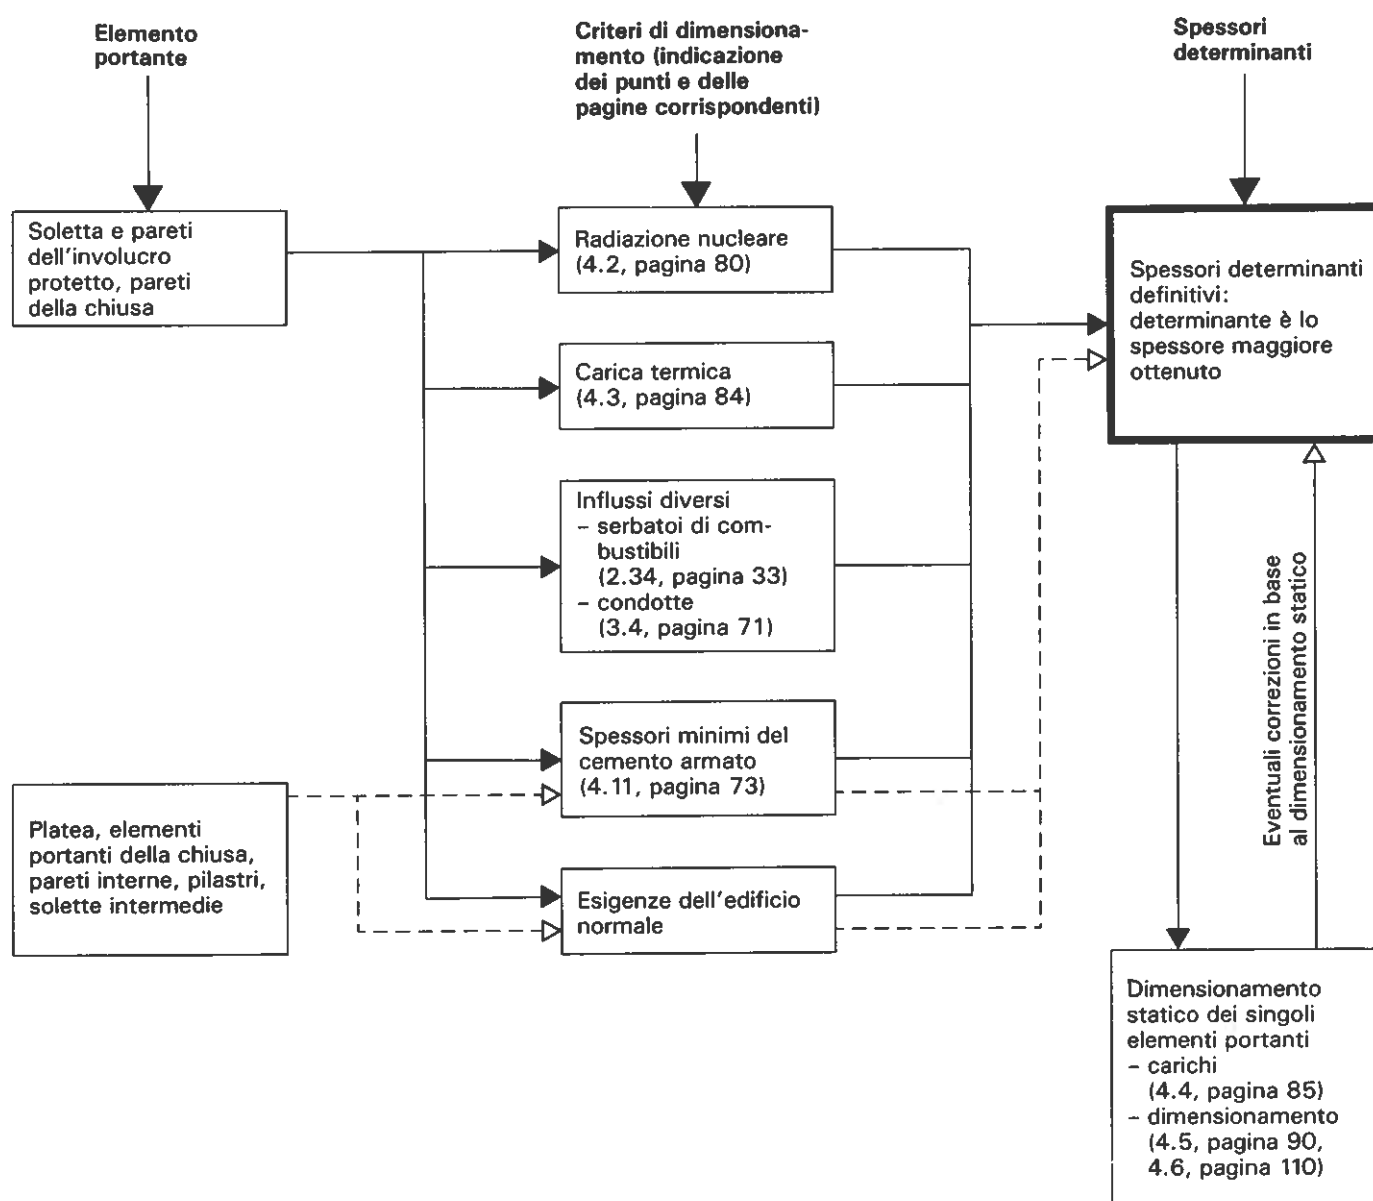 Elemento
portante
Criteri di dimensiona-
mento (indicazione
dei punti e delle
pagine corrispondenti)
Spessori
determinanti
Soletta e pareti
dell'involucro
protetto, pareti
della chiusa
Radiazione nucleare
(4.2, pagina 80)
Carica termica
(4.3, pagina 84)
Influssi diversi
– serbatoi di com-
bustibili
(2.34, pagina 33)
– condotte
(3.4, pagina 71)
Spessori minimi del
cemento armato
(4.11, pagina 73)
Esigenze dell'edificio
normale
Platea, elementi
portanti della chiusa,
pareti interne, pilastri,
solette intermedie
Spessori determinanti
definitivi:
determinante è lo
spessore maggiore
ottenuto
Eventuali correzioni in base
al dimensionamento statico
Dimensionamento
statico dei singoli
elementi portanti
– carichi
(4.4, pagina 85)
– dimensionamento
(4.5, pagina 90,
4.6, pagina 110)